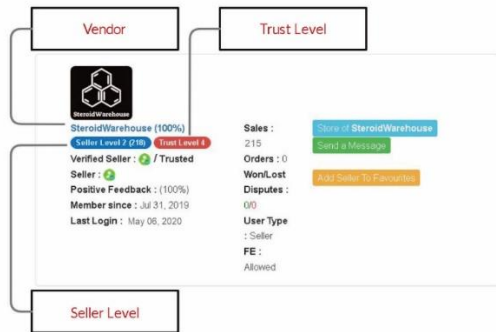 Vendor
Trust Level
SteroidWarehouse
SteroidWarehouse (100%)
Seller Level 2 (218) Trust Level 4
Verified Seller : / Trusted
Seller :
Positive Feedback : (100%)
Member since : Jul 31, 2019
Last Login : May 06, 2020
Sales :
215
Orders : 0
Won/Lost
Disputes :
0/0
User Type
: Seller
FE :
Allowed
Store of SteroidWarehouse
Send a Message
Add Seller To Favourites
Seller Level